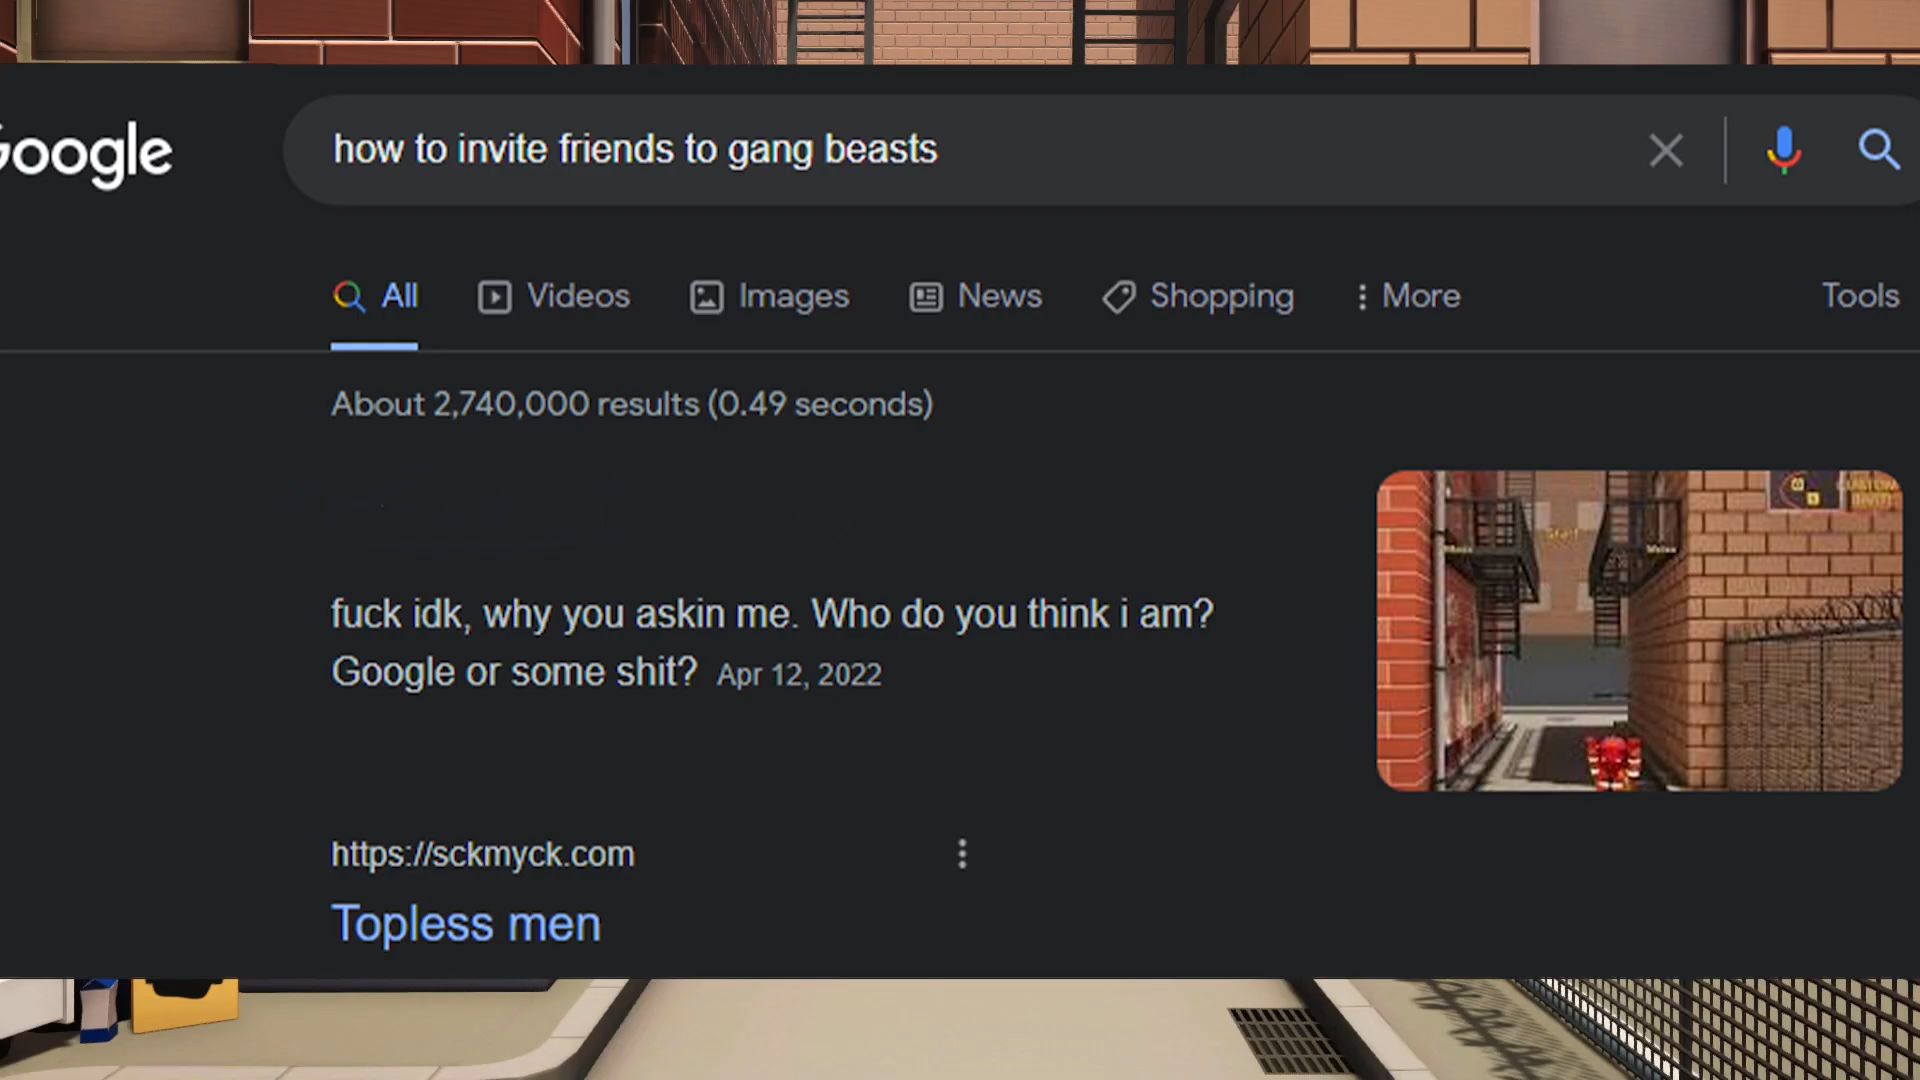 Google
how to invite friends to gang beasts
All Videos Images News Shopping More Tools
About 2,740,000 results (0.49 seconds)
fuck idk, why you askin me. Who do you think i am?
Google or some shit? Apr 12, 2022
https://sckmyck.com
Topless men